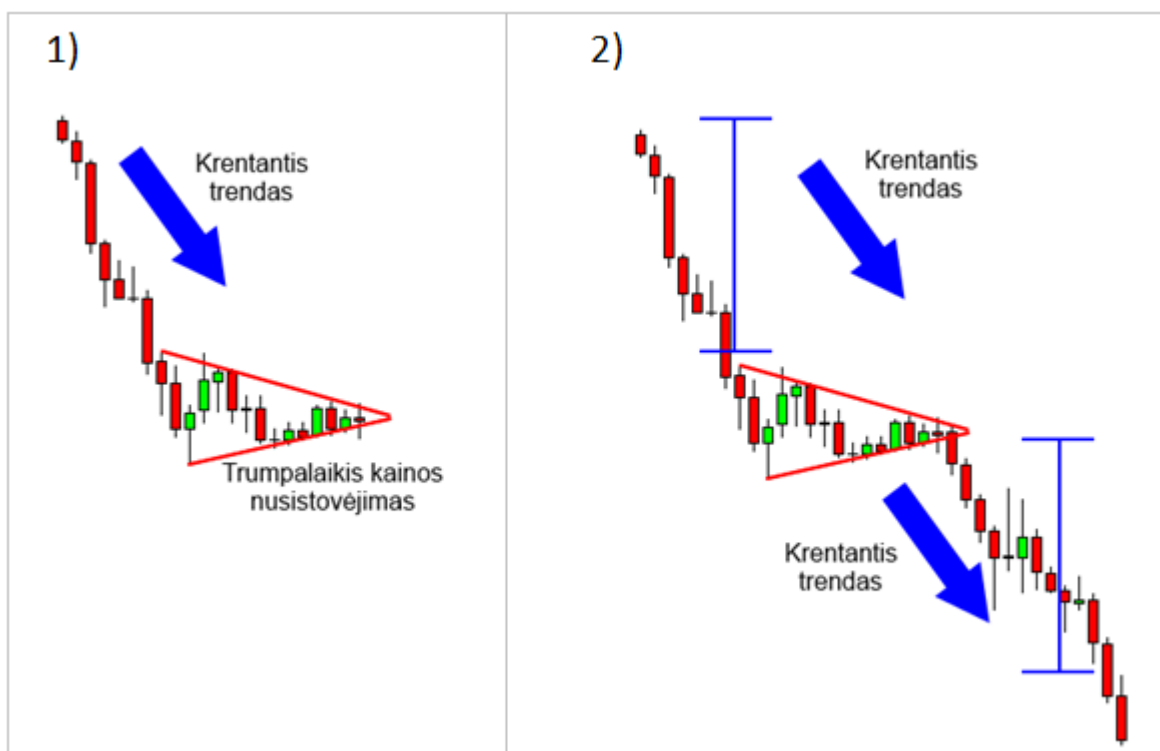 1)
Krentantis
trendas
Trumpalaikis kainos
nusistovėjimas
2)
Krentantis
trendas
Krentantis
trendas